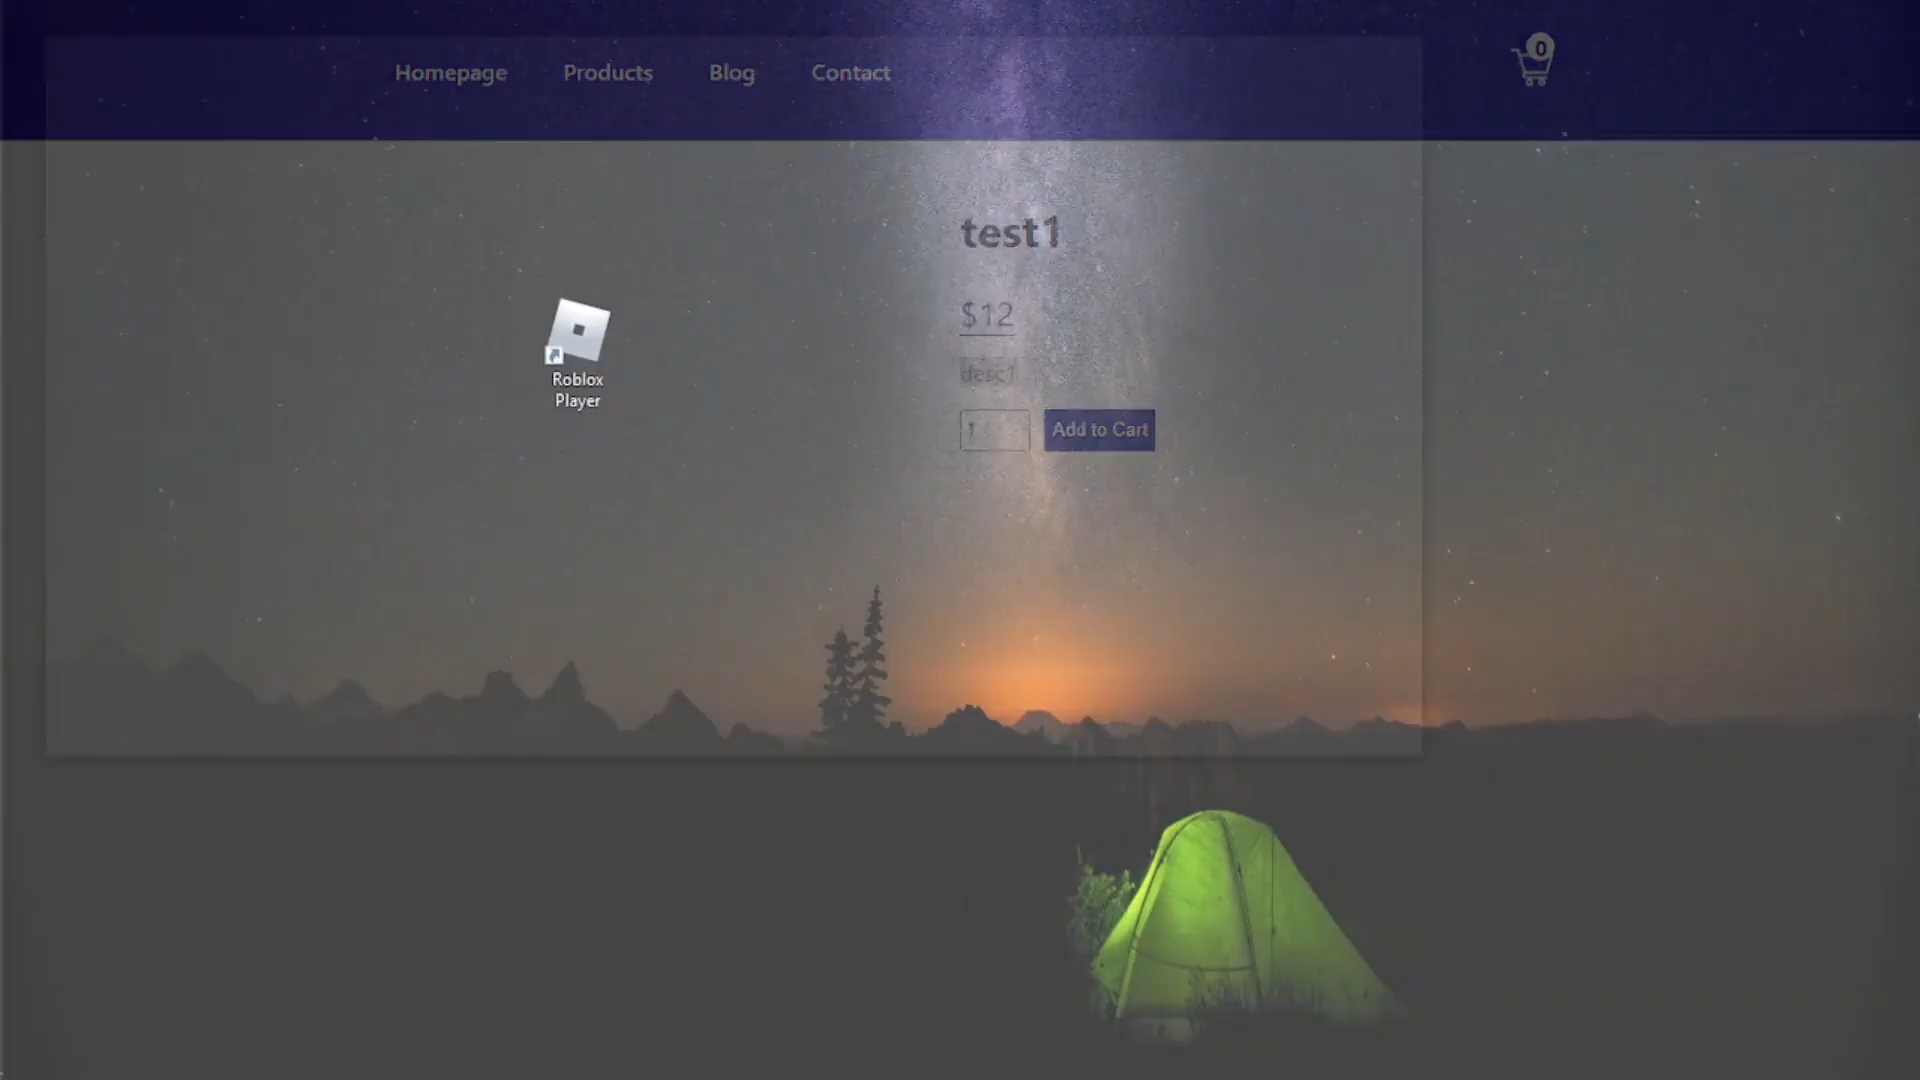 Homepage
Products
Blog
Contact
0
test1
$12
desc1
1
Add to Cart
Roblox
Player